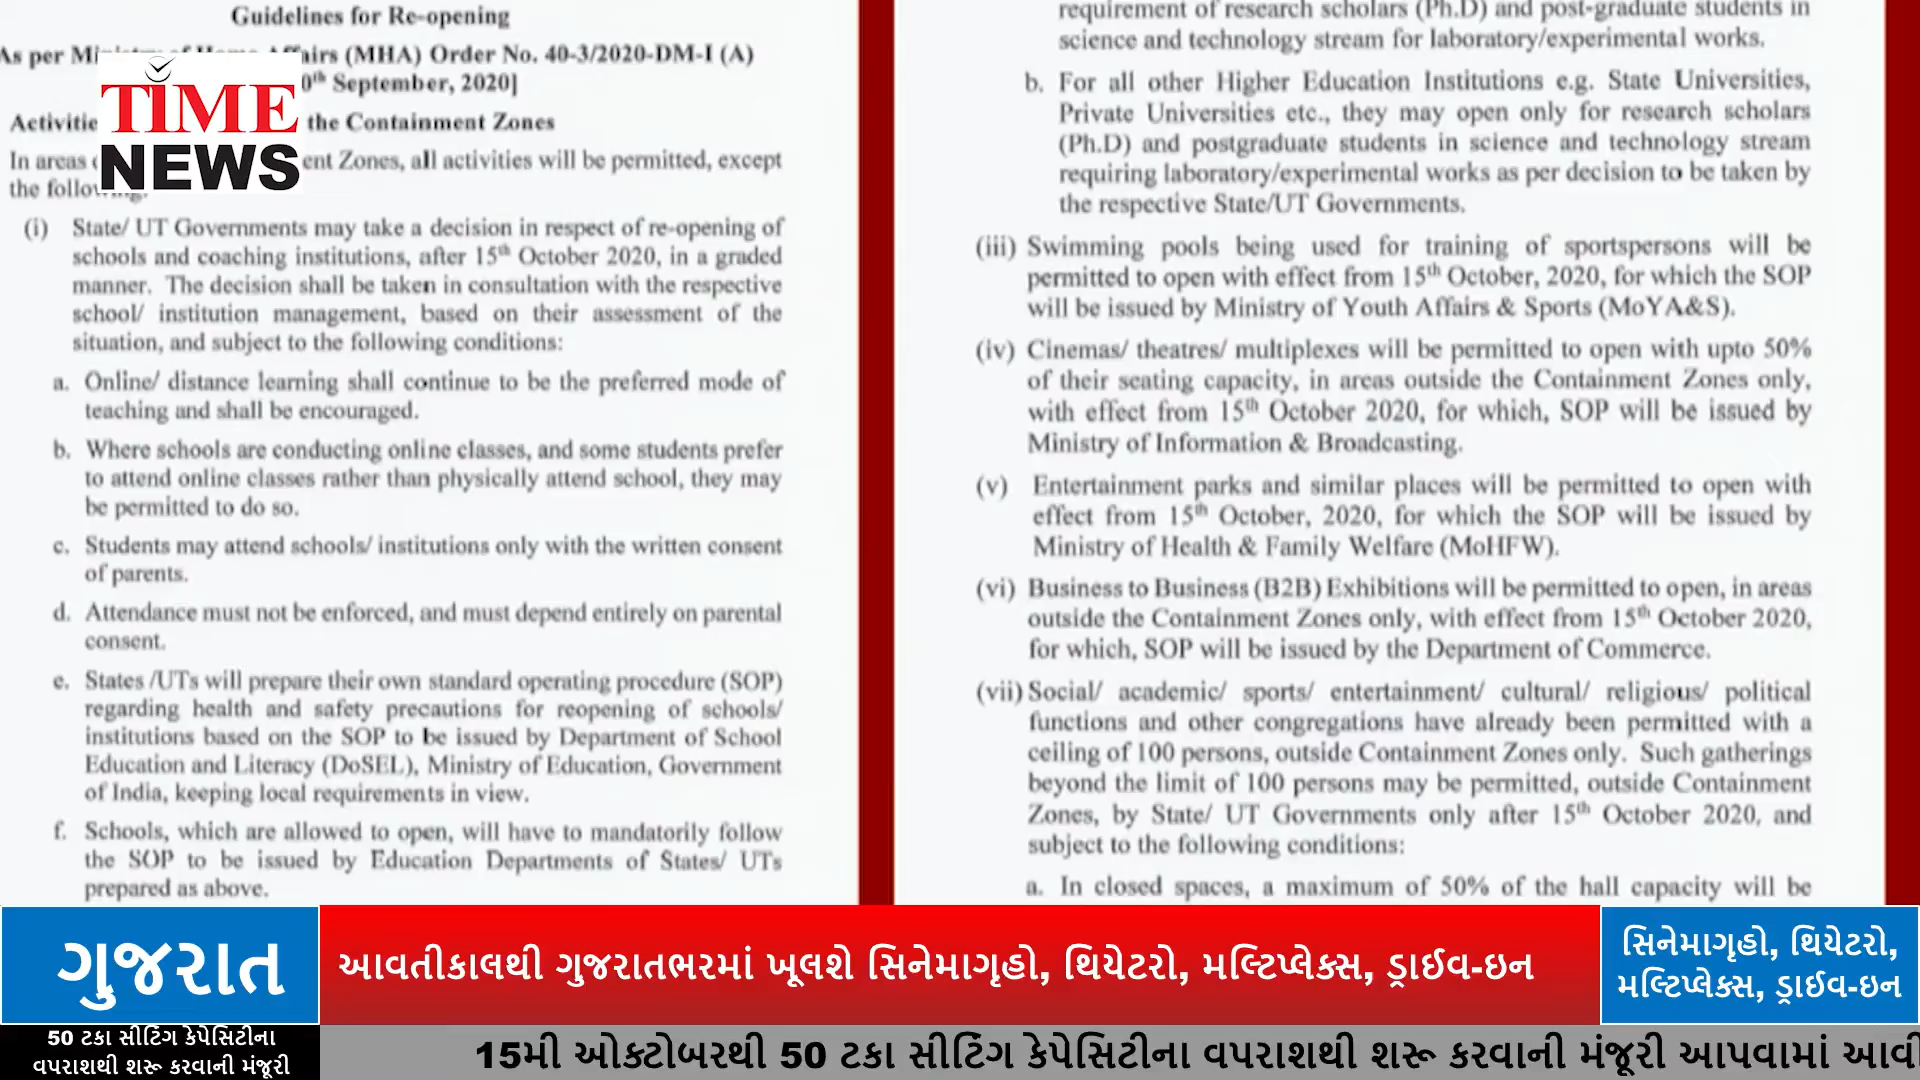 Guidelines for Re-opening
As per Ministry of Home Affairs (MHA) Order No. 40-3/2020-DM-I (A)
0th September, 2020]
Activitie the Containment Zones
In areas ent Zones, all activities will be permitted, except
the following:
(i) State/ UT Governments may take a decision in respect of re-opening of
schools and coaching institutions, after 15th October 2020, in a graded
manner. The decision shall be taken in consultation with the respective
school/ institution management, based on their assessment of the
situation, and subject to the following conditions:
a. Online/ distance learning shall continue to be the preferred mode of
teaching and shall be encouraged.
b. Where schools are conducting online classes, and some students prefer
to attend online classes rather than physically attend school, they may
be permitted to do so.
c. Students may attend schools/ institutions only with the written consent
of parents.
d. Attendance must not be enforced, and must depend entirely on parental
consent.
e. States /UTs will prepare their own standard operating procedure (SOP)
regarding health and safety precautions for reopening of schools/
institutions based on the SOP to be issued by Department of School
Education and Literacy (DoSEL), Ministry of Education, Government
of India, keeping local requirements in view.
f. Schools, which are allowed to open, will have to mandatorily follow
the SOP to be issued by Education Departments of States/ UTs
prepared as above.
TIME
NEWS
requirement of research scholars (Ph.D) and post-graduate students in
science and technology stream for laboratory/experimental works.
b. For all other Higher Education Institutions e.g. State Universities,
Private Universities etc., they may open only for research scholars
(Ph.D) and postgraduate students in science and technology stream
requiring laboratory/experimental works as per decision to be taken by
the respective State/UT Governments.
(iii) Swimming pools being used for training of sportspersons will be
permitted to open with effect from 15th October, 2020, for which the SOP
will be issued by Ministry of Youth Affairs & Sports (MoYA&S).
(iv) Cinemas/ theatres/ multiplexes will be permitted to open with upto 50%
of their seating capacity, in areas outside the Containment Zones only,
with effect from 15th October 2020, for which, SOP will be issued by
Ministry of Information & Broadcasting.
(v) Entertainment parks and similar places will be permitted to open with
effect from 15th October, 2020, for which the SOP will be issued by
Ministry of Health & Family Welfare (MoHFW).
(vi) Business to Business (B2B) Exhibitions will be permitted to open, in areas
outside the Containment Zones only, with effect from 15th October 2020,
for which, SOP will be issued by the Department of Commerce.
(vii) Social/ academic/ sports/ entertainment/ cultural/ religious/ political
functions and other congregations have already been permitted with a
ceiling of 100 persons, outside Containment Zones only. Such gatherings
beyond the limit of 100 persons may be permitted, outside Containment
Zones, by State/ UT Governments only after 15th October 2020, and
subject to the following conditions:
a. In closed spaces, a maximum of 50% of the hall capacity will be
ગુજરાત
આવતીકાલથી ગુજરાતભરમાં ખૂલશે સિનેમાગૃહો, થિયેટરો, મલ્ટિપ્લેક્સ, ડ્રાઈવ-ઇન
સિનેમાગૃહો, થિયેટરો,
મલ્ટિપ્લેક્સ, ડ્રાઈવ-ઇન
50 ટકા સીટિંગ કેપેસિટીના
વપરાશથી શરૂ કરવાની મંજૂરી
15મી ઓક્ટોબરથી 50 ટકા સીટિંગ કેપેસિટીના વપરાશથી શરૂ કરવાની મંજૂરી આપવામાં આવી